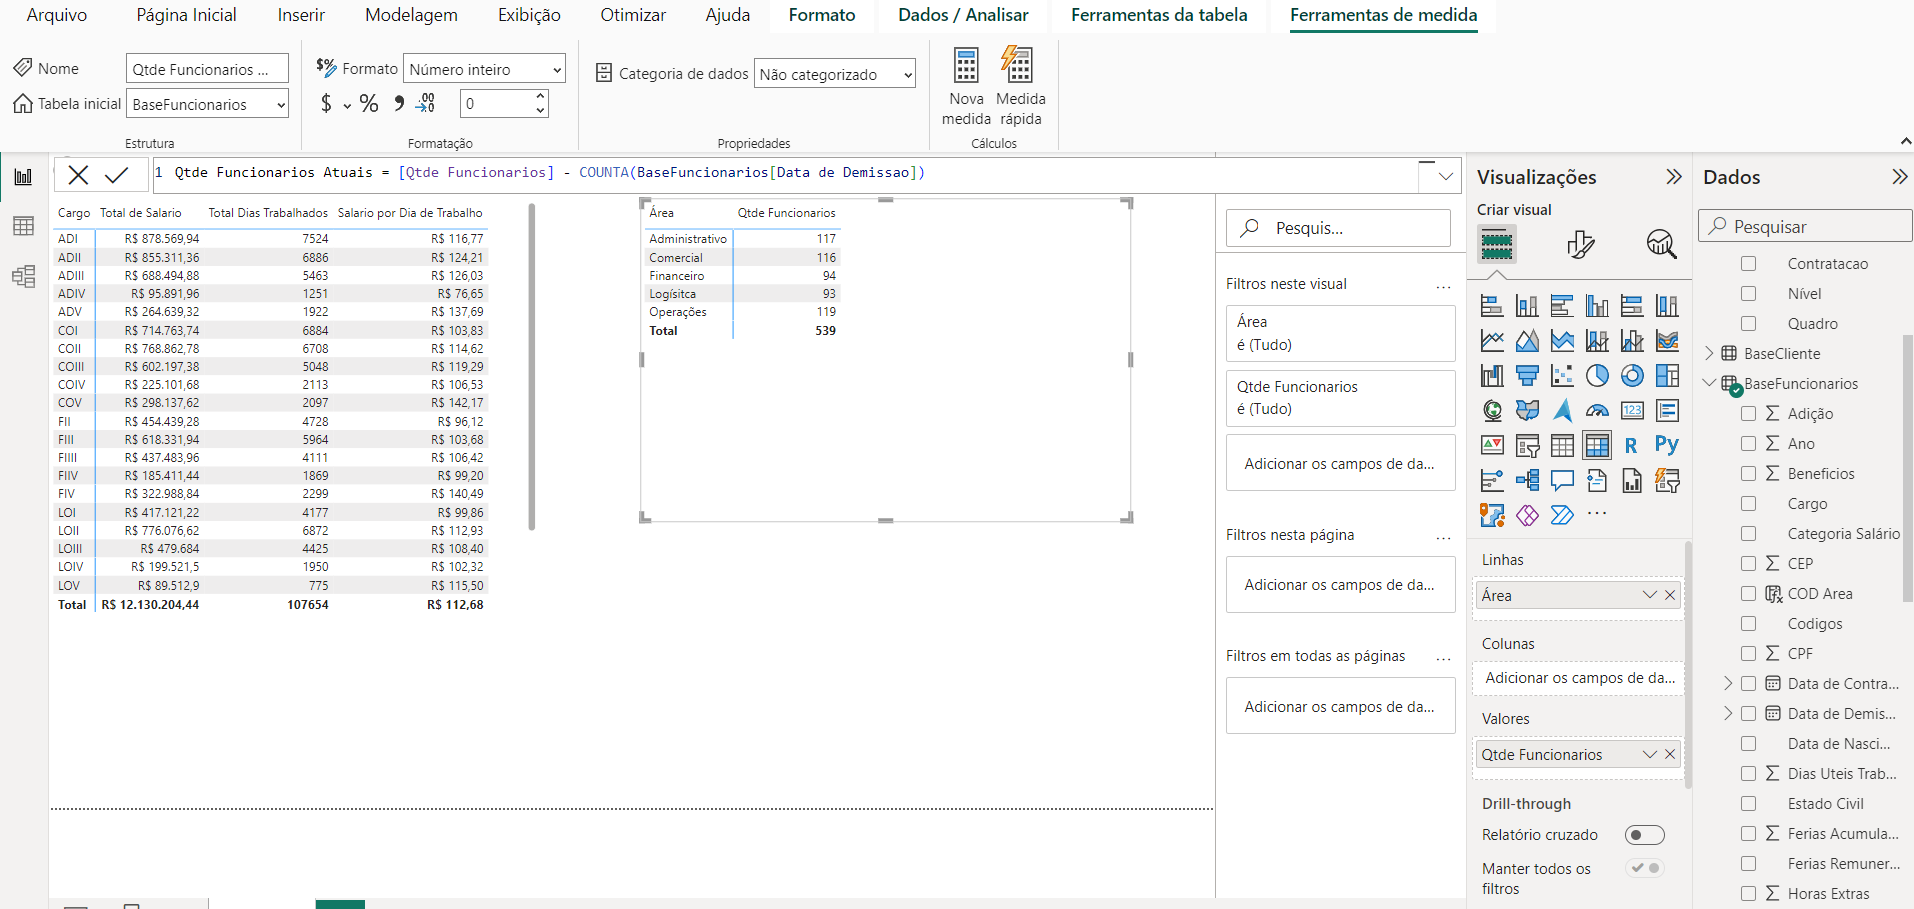 Arquivo Página Inicial Inserir Modelagem Exibição Otimizar Ajuda Formato Dados / Analisar Ferramentas da tabela Ferramentas de medida
Nome Qtde Funcionarios ...
Tabela inicial BaseFuncionarios
Estrutura
$% Formato Número inteiro
$ % 9 .00 0
Formatação
Categoria de dados Não categorizado
Propriedades
Nova medida
Medida rápida
Cálculos
1 Qtde Funcionarios Atuais = [Qtde Funcionarios] - COUNTA(BaseFuncionarios[Data de Demissao])
Cargo Total de Salario Total Dias Trabalhados Salario por Dia de Trabalho
ADI R$ 878.569,94 7524 R$ 116,77
ADII R$ 855.311,36 6886 R$ 124,21
ADIII R$ 688.494,88 5463 R$ 126,03
ADIV R$ 95.891,96 1251 R$ 76,65
ADV R$ 264.639,32 1922 R$ 137,69
COI R$ 714.763,74 6884 R$ 103,83
COII R$ 768.862,78 6708 R$ 114,62
COIII R$ 602.197,38 5048 R$ 119,29
COIV R$ 225.101,68 2113 R$ 106,53
COV R$ 298.137,62 2097 R$ 142,17
FII R$ 454.439,28 4728 R$ 96,12
FIII R$ 618.331,94 5964 R$ 103,68
FIIII R$ 437.483,96 4111 R$ 106,42
FIIV R$ 185.411,44 1869 R$ 99,20
FIV R$ 322.988,84 2299 R$ 140,49
LOI R$ 417.121,22 4177 R$ 99,86
LOII R$ 776.076,62 6872 R$ 112,93
LOIII R$ 479.684 4425 R$ 108,40
LOIV R$ 199.521,5 1950 R$ 102,32
LOV R$ 89.512,9 775 R$ 115,50
Total R$ 12.130.204,44 107654 R$ 112,68
Área Qtde Funcionarios
Administrativo 117
Comercial 116
Financeiro 94
Logísitca 93
Operações 119
Total 539
Pesquis...
Filtros neste visual ...
Área
é (Tudo)
Qtde Funcionarios
é (Tudo)
Adicionar os campos de da...
Filtros nesta página ...
Adicionar os campos de da...
Filtros em todas as páginas ...
Adicionar os campos de da...
Visualizações
Criar visual
123
R
Py
...
Linhas
Área
Colunas
Adicionar os campos de da...
Valores
Qtde Funcionarios
Drill-through
Relatório cruzado
Manter todos os
filtros
Dados
Pesquisar
Contratacao
Nível
Quadro
BaseCliente
BaseFuncionarios
Adição
Ano
Beneficios
Cargo
Categoria Salário
CEP
COD Area
Codigos
CPF
Data de Contra...
Data de Demis...
Data de Nasci...
Dias Uteis Trab...
Estado Civil
Ferias Acumula...
Ferias Remuner...
Horas Extras